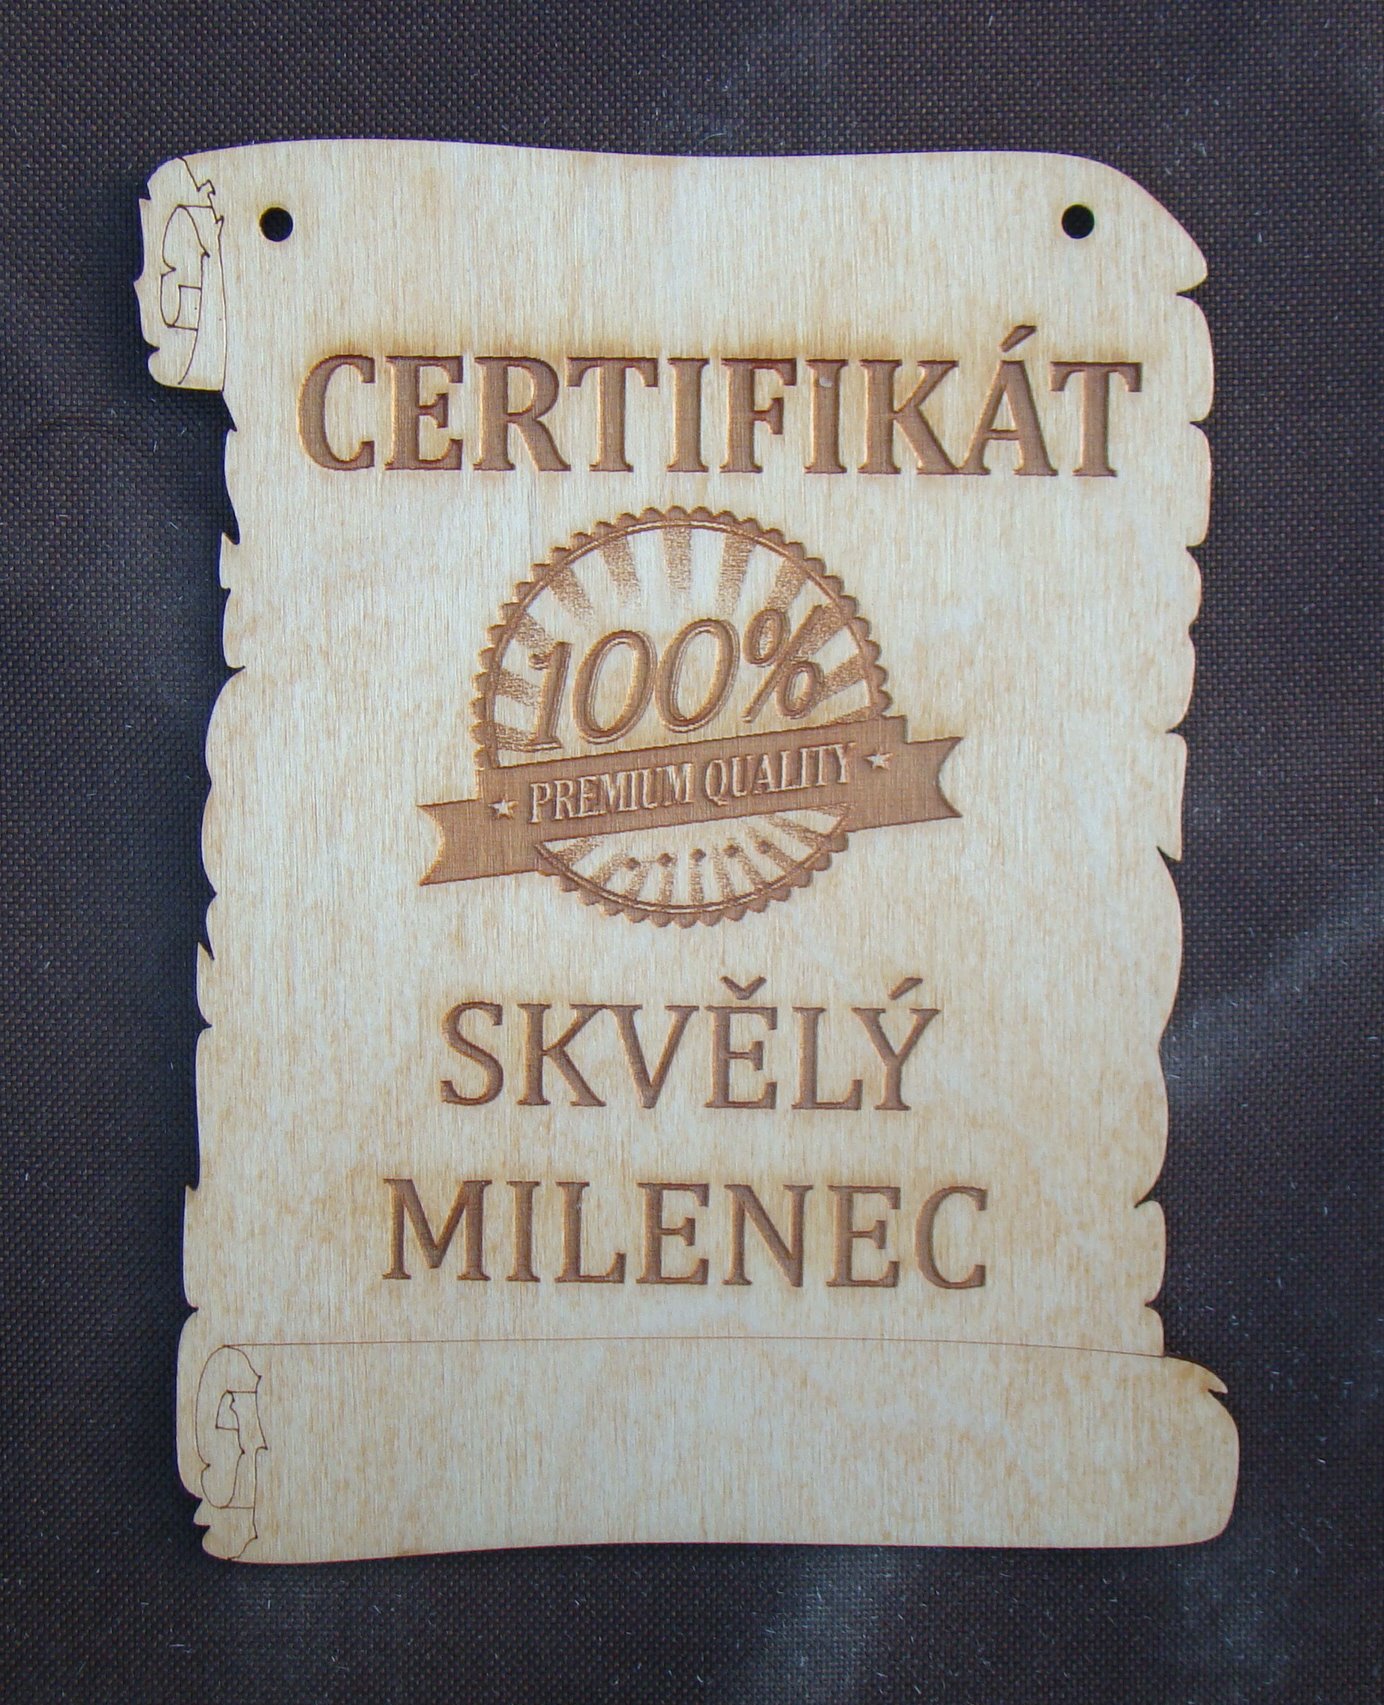 CERTIFIKÁT
100%
PREMIUM QUALITY
SKVĚLÝ
MILENEC